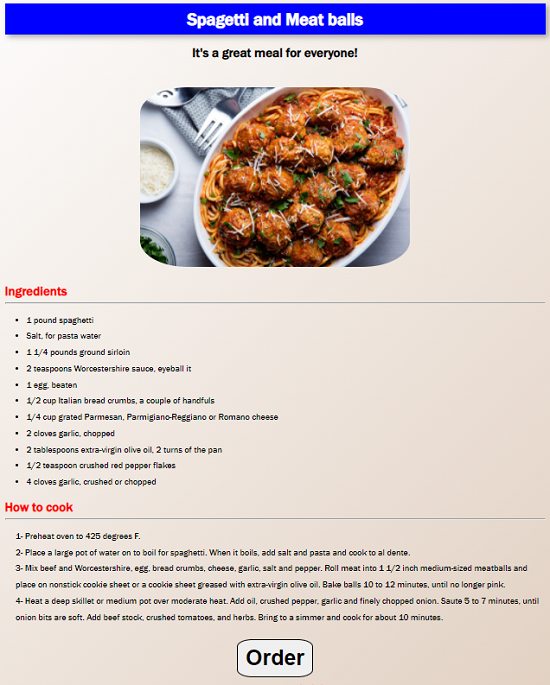 Spagetti and Meat balls
It's a great meal for everyone!
Ingredients
1 pound spaghetti
Salt, for pasta water
1 1/4 pounds ground sirloin
2 teaspoons Worcestershire sauce, eyeball it
1 egg, beaten
1/2 cup Italian bread crumbs, a couple of handfuls
1/4 cup grated Parmesan, Parmigiano-Reggiano or Romano cheese
2 cloves garlic, chopped
2 tablespoons extra-virgin olive oil, 2 turns of the pan
1/2 teaspoon crushed red pepper flakes
4 cloves garlic, crushed or chopped
How to cook
1- Preheat oven to 425 degrees F.
2- Place a large pot of water on to boil for spaghetti. When it boils, add salt and pasta and cook to al dente.
3- Mix beef and Worcestershire, egg, bread crumbs, cheese, garlic, salt and pepper. Roll meat into 1 1/2 inch medium-sized meatballs and
place on nonstick cookie sheet or a cookie sheet greased with extra-virgin olive oil. Bake balls 10 to 12 minutes, until no longer pink.
4- Heat a deep skillet or medium pot over moderate heat. Add oil, crushed pepper, garlic and finely chopped onion. Saute 5 to 7 minutes, until
onion bits are soft. Add beef stock, crushed tomatoes, and herbs. Bring to a simmer and cook for about 10 minutes.
Order